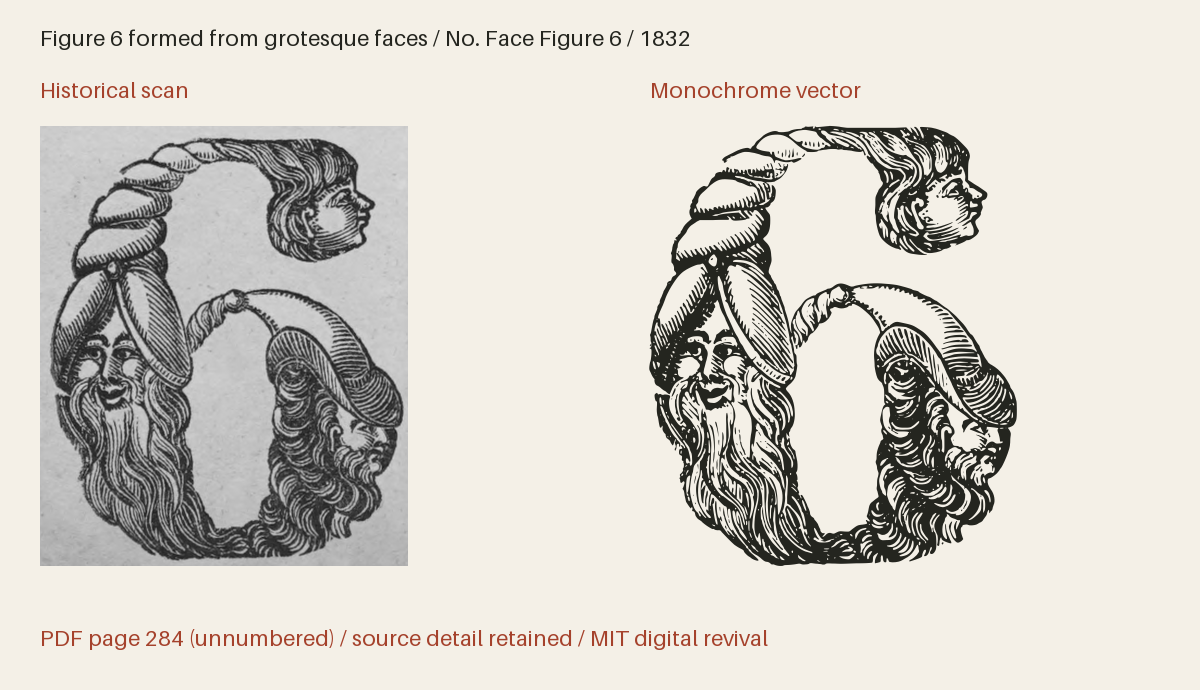 Figure 6 formed from grotesque faces / No. Face Figure 6 / 1832
Historical scan
Monochrome vector
PDF page 284 (unnumbered) / source detail retained / MIT digital revival